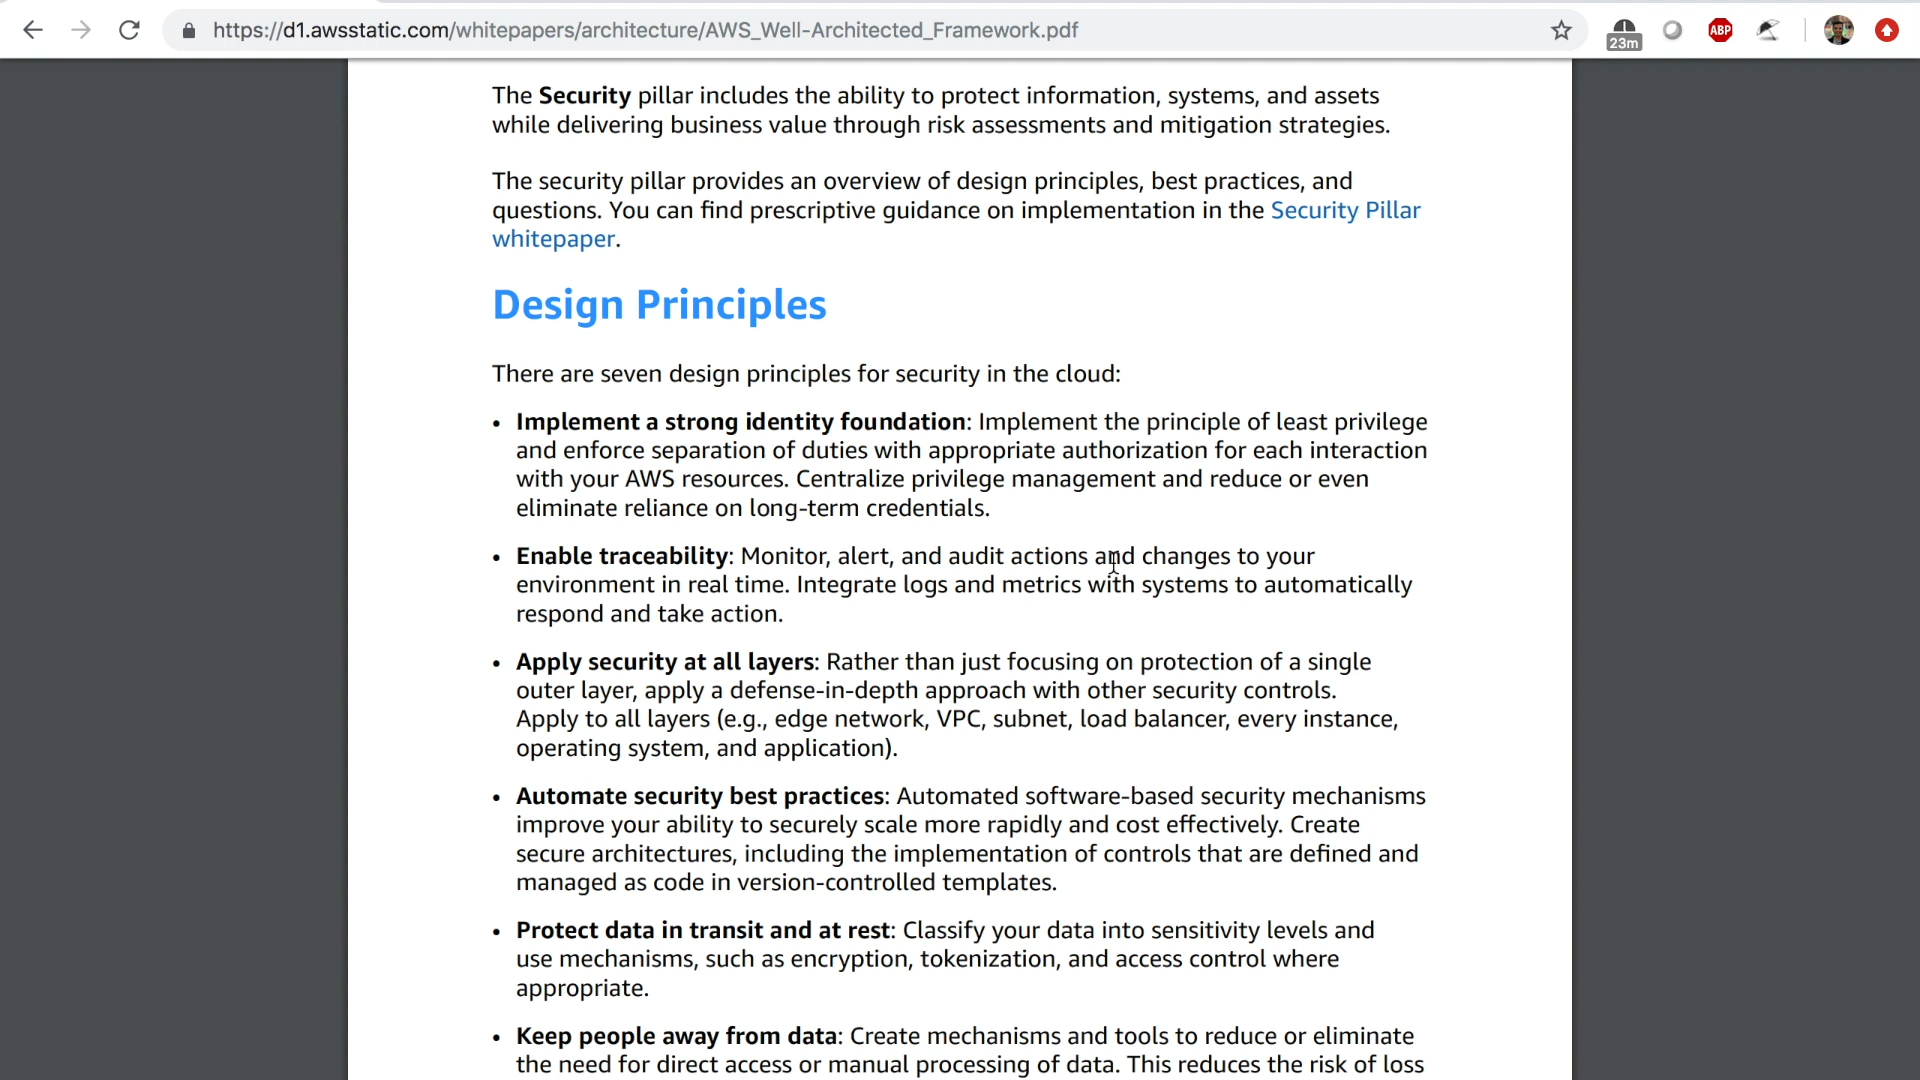 https://d1.awsstatic.com/whitepapers/architecture/AWS_Well-Architected_Framework.pdf
23m
ABP
The Security pillar includes the ability to protect information, systems, and assets
while delivering business value through risk assessments and mitigation strategies.
The security pillar provides an overview of design principles, best practices, and
questions. You can find prescriptive guidance on implementation in the Security Pillar
whitepaper.
Design Principles
There are seven design principles for security in the cloud:
• Implement a strong identity foundation: Implement the principle of least privilege
and enforce separation of duties with appropriate authorization for each interaction
with your AWS resources. Centralize privilege management and reduce or even
eliminate reliance on long-term credentials.
• Enable traceability: Monitor, alert, and audit actions and changes to your
environment in real time. Integrate logs and metrics with systems to automatically
respond and take action.
• Apply security at all layers: Rather than just focusing on protection of a single
outer layer, apply a defense-in-depth approach with other security controls.
Apply to all layers (e.g., edge network, VPC, subnet, load balancer, every instance,
operating system, and application).
• Automate security best practices: Automated software-based security mechanisms
improve your ability to securely scale more rapidly and cost effectively. Create
secure architectures, including the implementation of controls that are defined and
managed as code in version-controlled templates.
• Protect data in transit and at rest: Classify your data into sensitivity levels and
use mechanisms, such as encryption, tokenization, and access control where
appropriate.
• Keep people away from data: Create mechanisms and tools to reduce or eliminate
the need for direct access or manual processing of data. This reduces the risk of loss